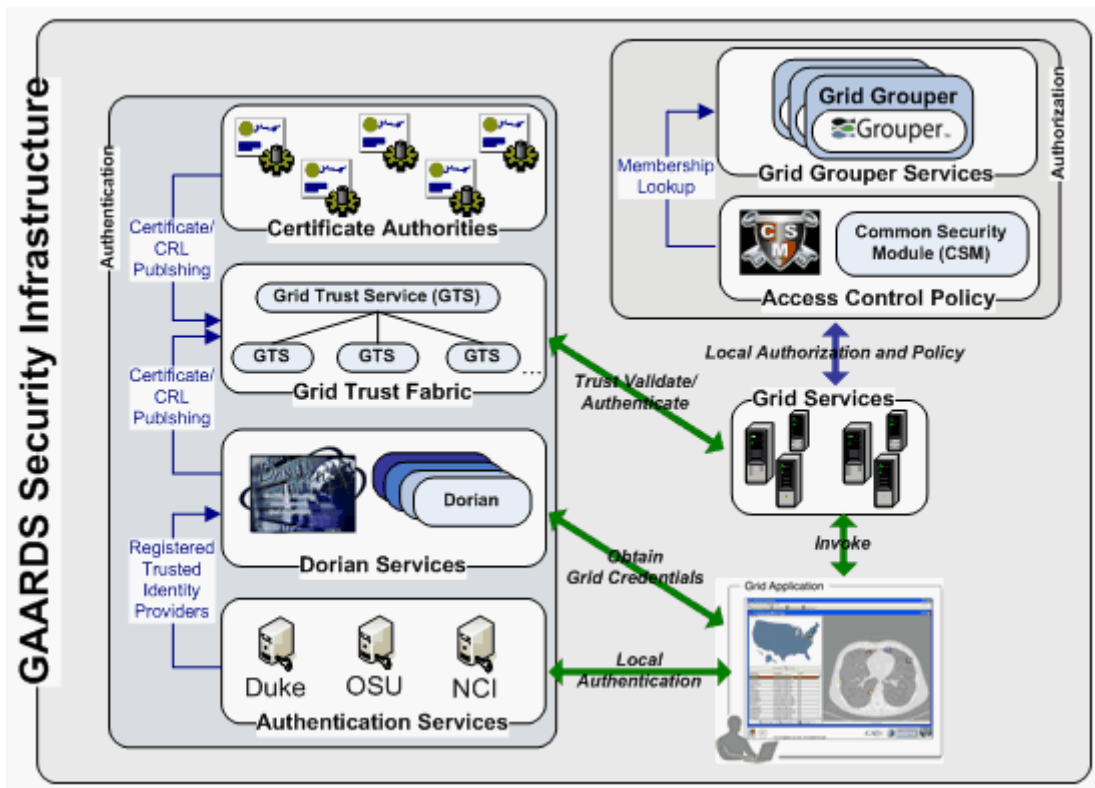 GAARDS Security Infrastructure
Authentication
Certificate Authorities
Certificate/
CRL
Publshing
Grid Trust Service (GTS)
GTS
GTS
GTS
...
Grid Trust Fabric
Certificate/
CRL
Publshing
Dorian
Dorian Services
Registered
Trusted
Identity
Providers
Duke
OSU
NCI
Authentication Services
Authorization
Grid Grouper
Grouper
Grid Grouper Services
Membership
Lookup
C S
M
Common Security
Module (CSM)
Access Control Policy
Local Authorization and Policy
Trust Validate/
Authenticate
Grid Services
Obtain
Grid Credentials
Invoke
Local
Authentication
Grid Application